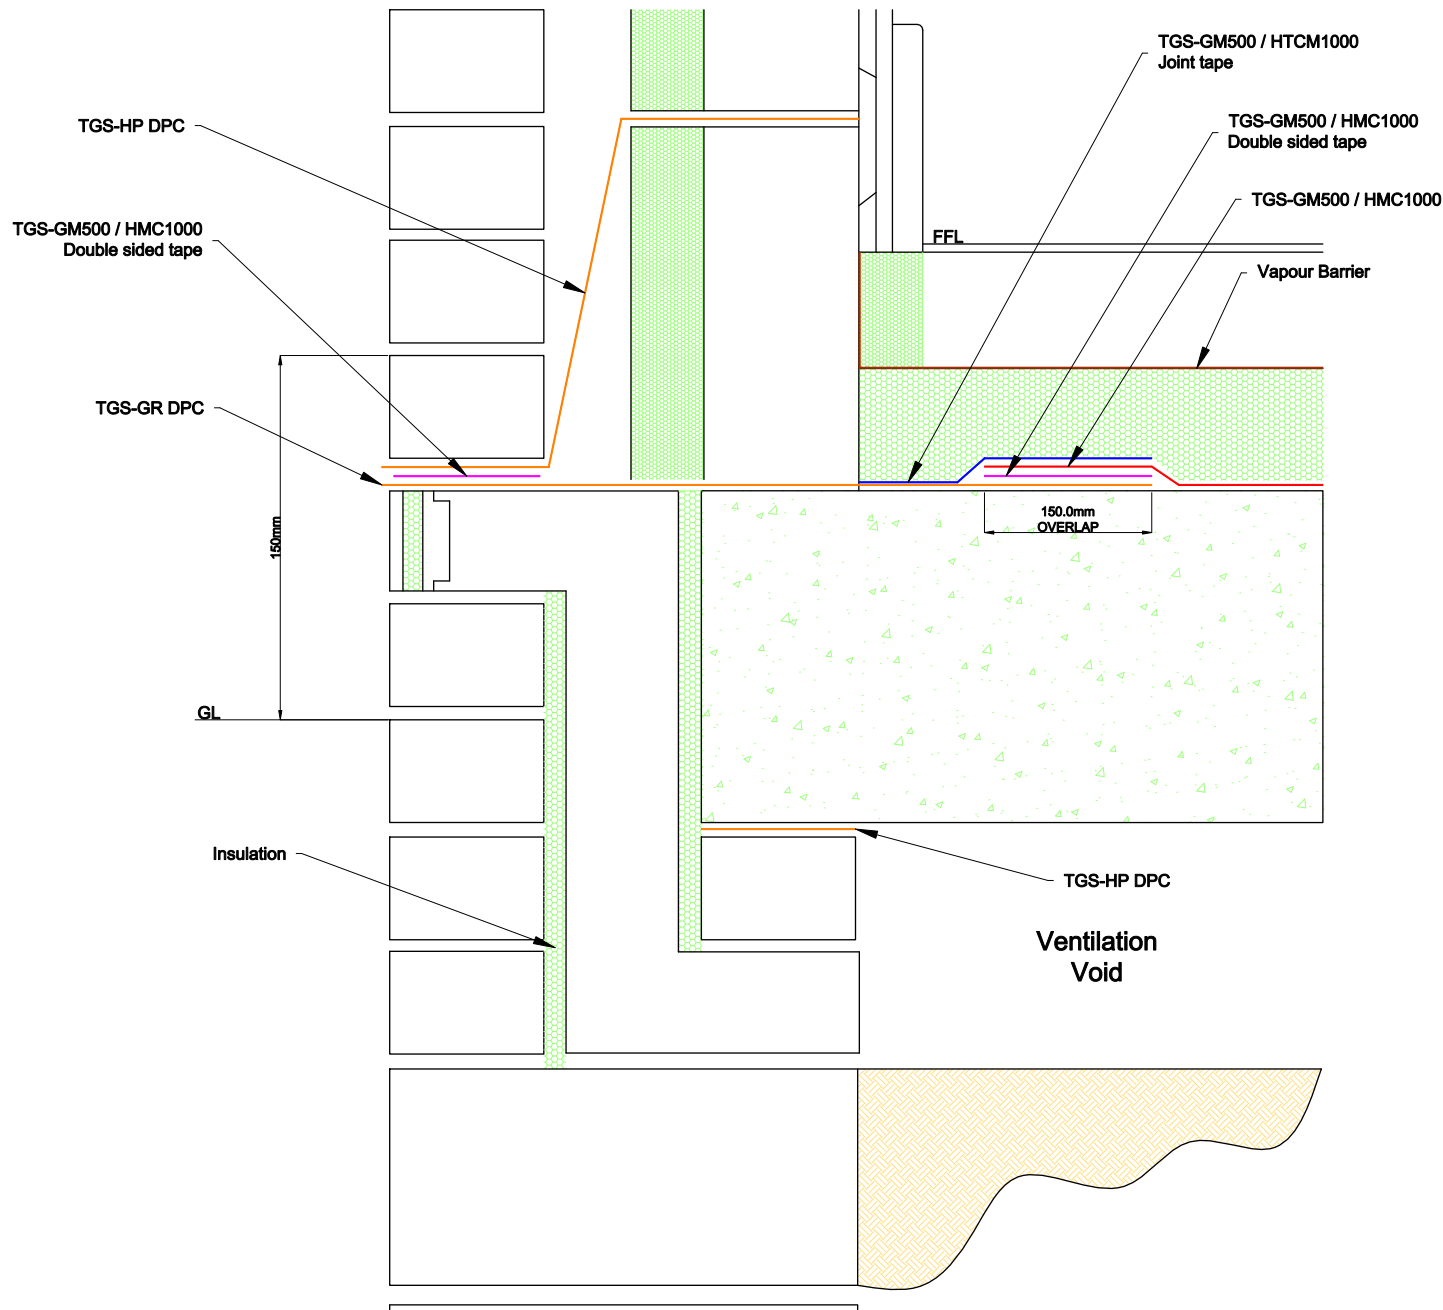 TGS-GM500 / HTCM1000
Joint tape
TGS-HP DPC
TGS-GM500 / HMC1000
Double sided tape
TGS-GM500 / HMC1000
TGS-GM500 / HMC1000
Double sided tape
FFL
Vapour Barrier
TGS-GR DPC
150.0mm
OVERLAP
150mm
GL
Insulation
TGS-HP DPC
Ventilation
Void